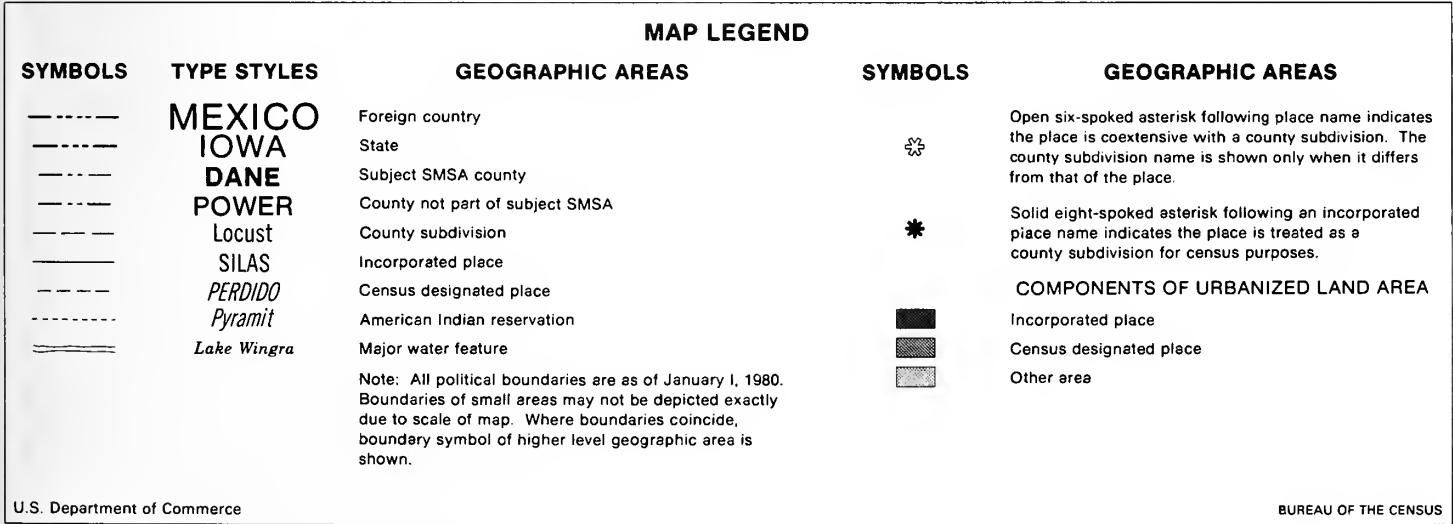 MAP LEGEND
SYMBOLS TYPE STYLES GEOGRAPHIC AREAS
MEXICO Foreign country
IOWA State
DANE Subject SMSA county
POWER County not part of subject SMSA
Locust County subdivision
SILAS Incorporated place
PERDIDO Census designated place
Pyramit American Indian reservation
Lake Wingra Major water feature
Note: All political boundaries are as of January I, 1980.
Boundaries of small areas may not be depicted exactly
due to scale of map. Where boundaries coincide,
boundary symbol of higher level geographic area is
shown.
SYMBOLS GEOGRAPHIC AREAS
Open six-spoked asterisk following place name indicates
the place is coextensive with a county subdivision. The
county subdivision name is shown only when it differs
from that of the place.
Solid eight-spoked asterisk following an incorporated
place name indicates the place is treated as a
county subdivision for census purposes.
COMPONENTS OF URBANIZED LAND AREA
Incorporated place
Census designated place
Other area
U.S. Department of Commerce
BUREAU OF THE CENSUS